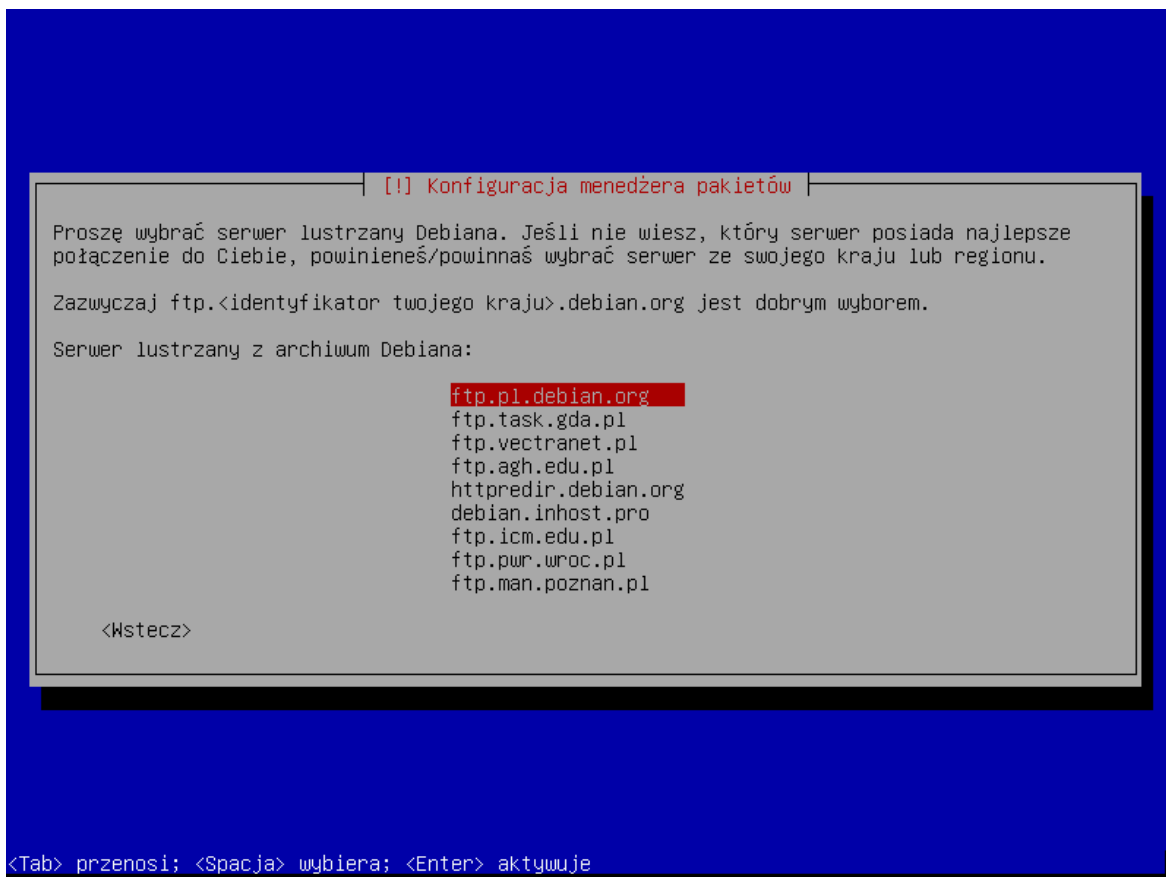 [!] Konfiguracja menedżera pakietów
Proszę wybrać serwer lustrzany Debiana. Jeśli nie wiesz, który serwer posiada najlepsze
połączenie do Ciebie, powinieneś/powinnaś wybrać serwer ze swojego kraju lub regionu.
Zazwyczaj ftp.<identyfikator twojego kraju>.debian.org jest dobrym wyborem.
Serwer lustrzany z archiwum Debiana:
ftp.pl.debian.org
ftp.task.gda.pl
ftp.vectranet.pl
ftp.agh.edu.pl
httpredir.debian.org
debian.inhost.pro
ftp.icm.edu.pl
ftp.pwr.wroc.pl
ftp.man.poznan.pl
<Wstecz>
<Tab> przenosi; <Spacja> wybiera; <Enter> aktywuje